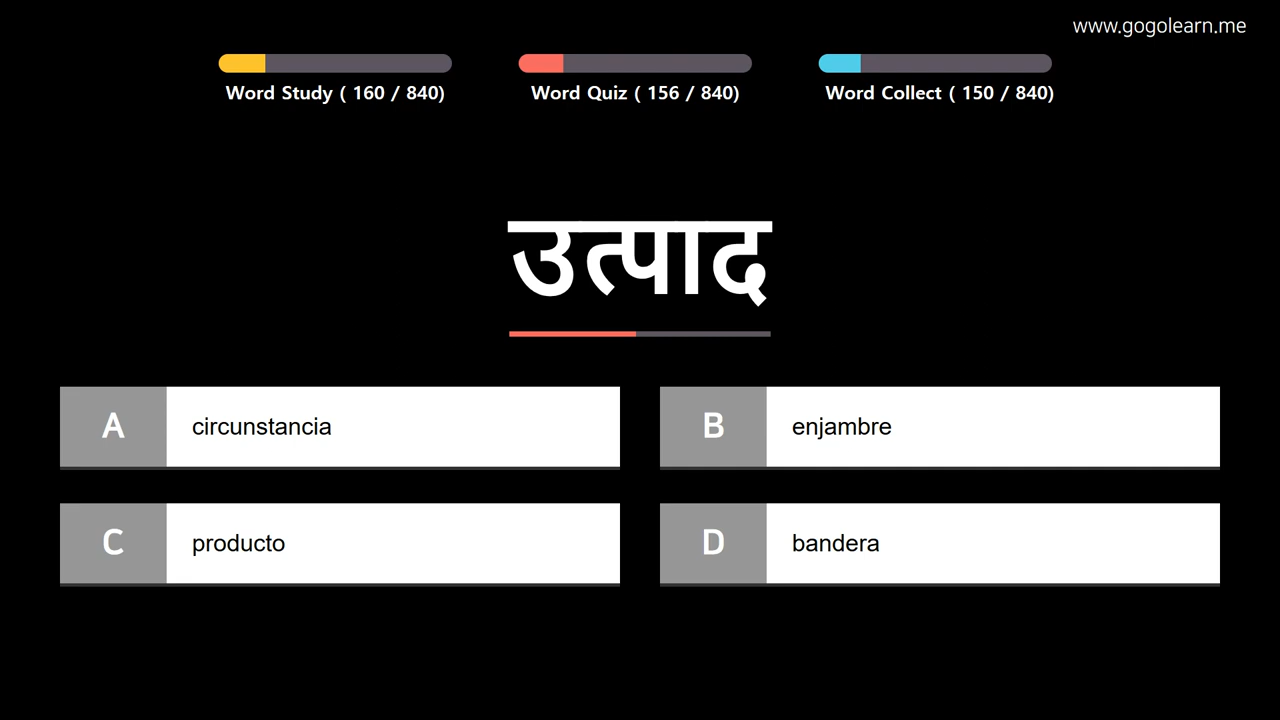 www.gogolearn.me
Word Study ( 160 / 840)
Word Quiz ( 156 / 840)
Word Collect ( 150 / 840)
उत्पाद
A circunstancia
B enjambre
C producto
D bandera